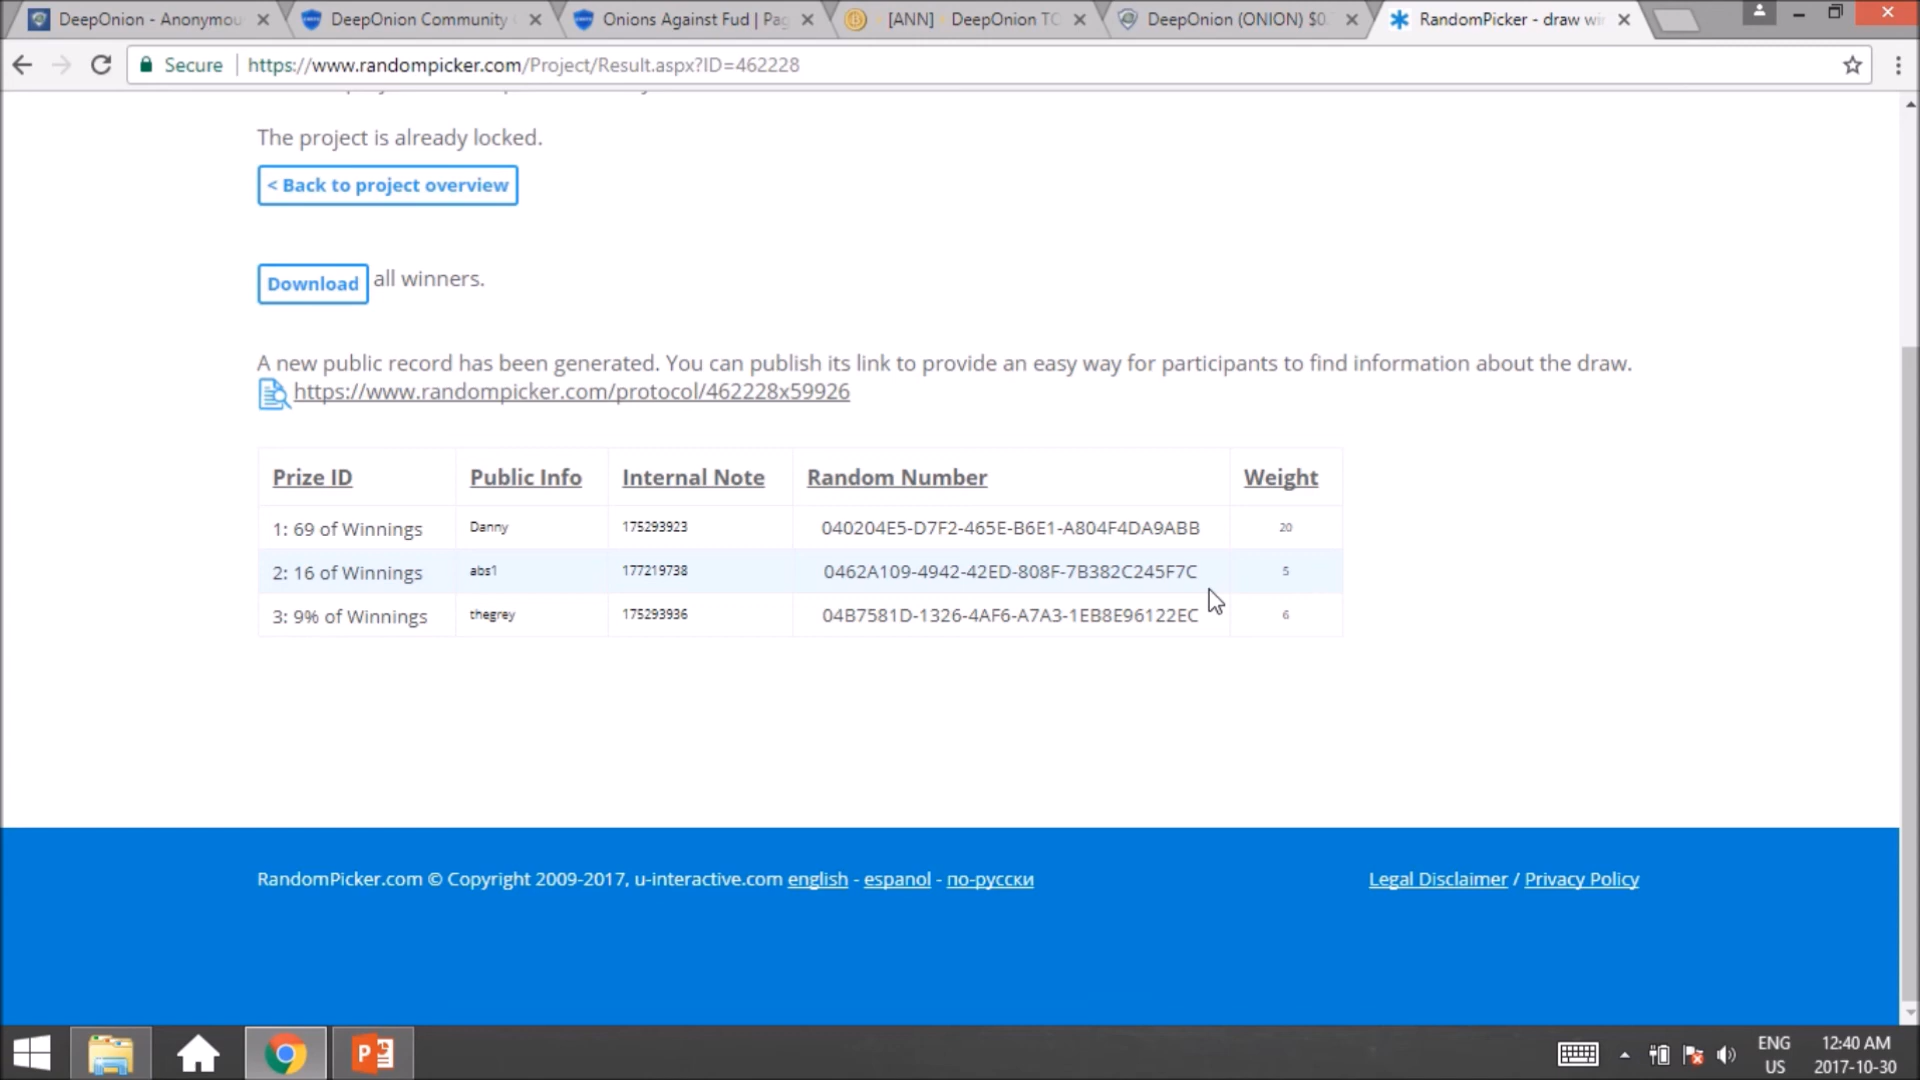 DeepOnion - Anonymou
DeepOnion Community
Onions Against Fud | Pag
[ANN] DeepOnion TO
DeepOnion (ONION) $0.
RandomPicker - draw wi
Secure https://www.randompicker.com/Project/Result.aspx?ID=462228
The project is already locked.
< Back to project overview
Download all winners.
A new public record has been generated. You can publish its link to provide an easy way for participants to find information about the draw.
https://www.randompicker.com/protocol/462228x59926
Prize ID Public Info Internal Note Random Number Weight
1: 69 of Winnings Danny 175293923 040204E5-D7F2-465E-B6E1-A804F4DA9ABB 20
2: 16 of Winnings abs1 177219738 0462A109-4942-42ED-808F-7B382C245F7C 5
3: 9% of Winnings thegrey 175293936 04B7581D-1326-4AF6-A7A3-1EB8E96122EC 6
RandomPicker.com © Copyright 2009-2017, u-interactive.com english - espanol - по-русски
Legal Disclaimer / Privacy Policy
ENG 12:40 AM
US 2017-10-30